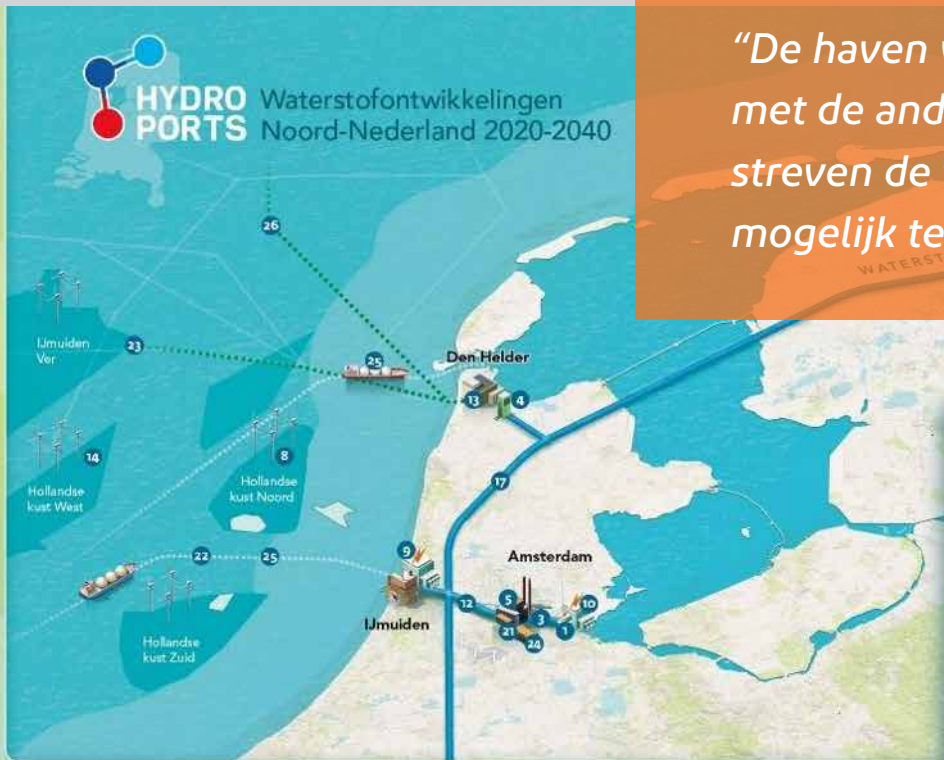 HYDRO
PORTS
Waterstofontwikkelingen
Noord-Nederland 2020-2040
"De haven
met de
streven de
mogelijk
26
IJmuiden
Ver
23
25
Den Helder
13
4
14
8
Hollandse
kust West
Hollandse
kust Noord
17
9
22
25
Amsterdam
5
10
12
3
1
21
24
IJmuiden
Hollandse
kust Zuid